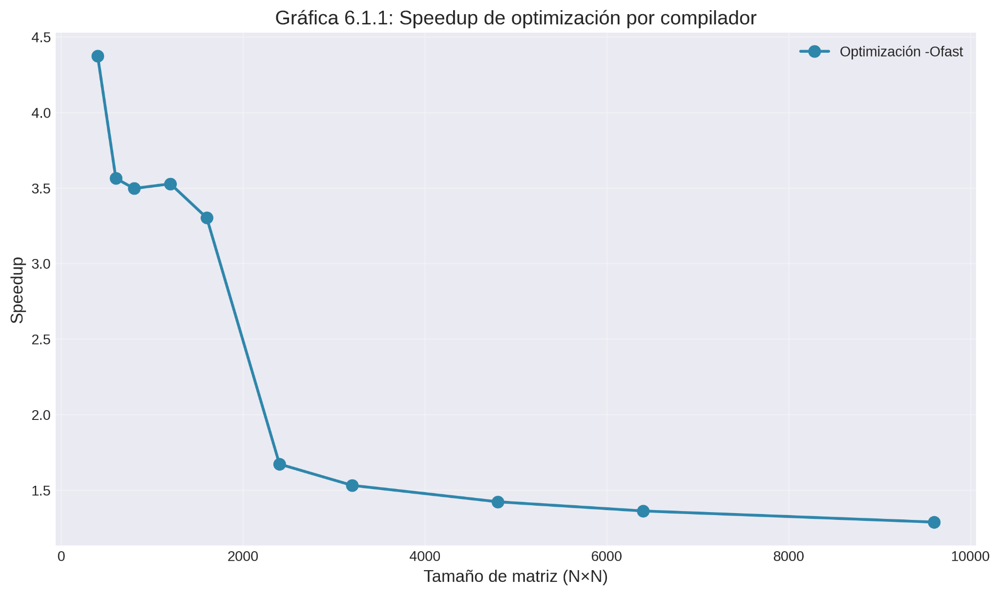 Gráfica 6.1.1: Speedup de optimización por compilador
Optimización -Ofast
Speedup
4.5
4.0
3.5
3.0
2.5
2.0
1.5
0 2000 4000 6000 8000 10000
Tamaño de matriz (N×N)